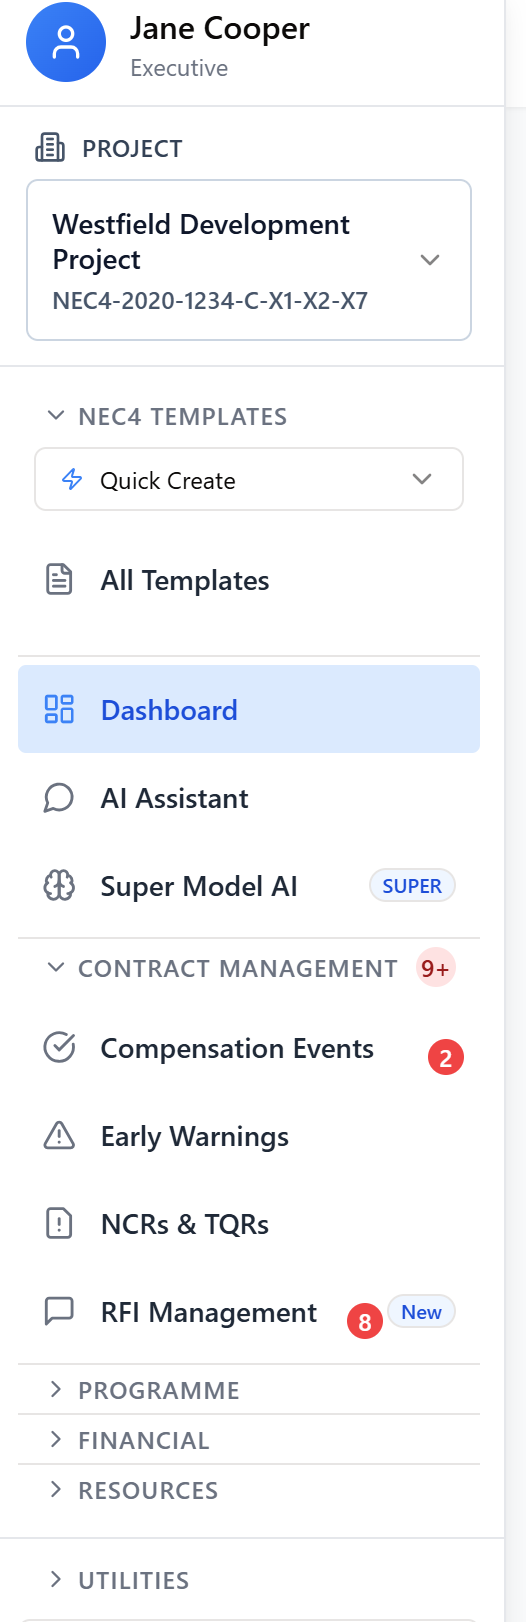 Jane Cooper
Executive
PROJECT
Westfield Development
Project
NEC4-2020-1234-C-X1-X2-X7
NEC4 TEMPLATES
Quick Create
All Templates
Dashboard
AI Assistant
Super Model AI SUPER
CONTRACT MANAGEMENT 9+
Compensation Events 2
Early Warnings
NCRs & TQRs
RFI Management 8 New
PROGRAMME
FINANCIAL
RESOURCES
UTILITIES